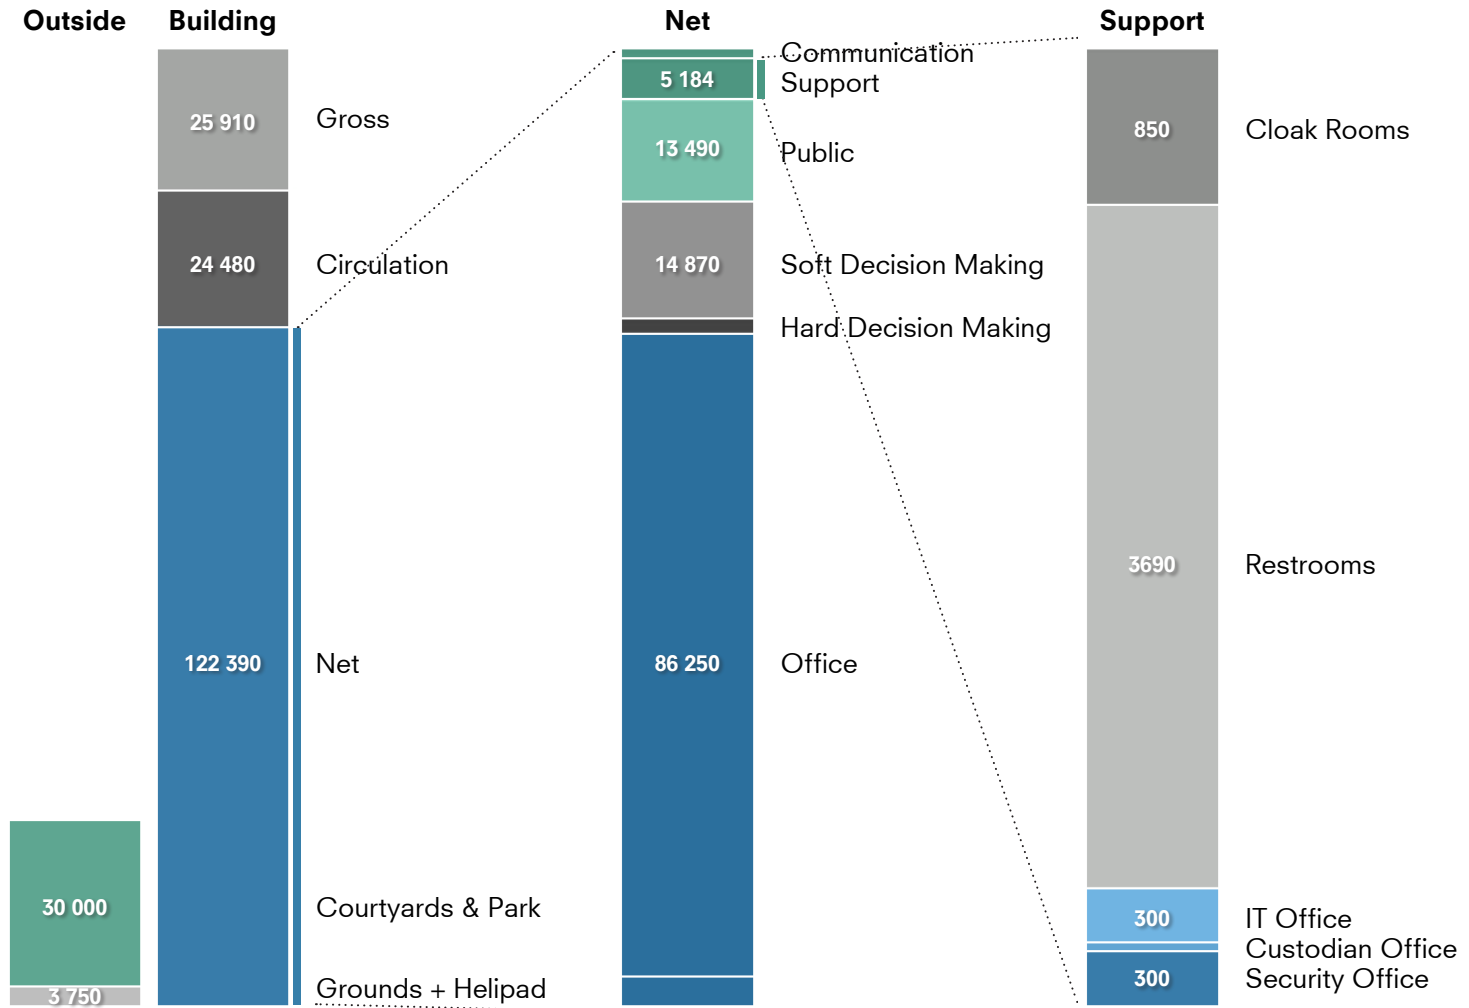 Outside
Building
Net
Support
25 910
Gross
24 480
Circulation
122 390
Net
30 000
Courtyards & Park
3 750
Grounds + Helipad
Communication
5 184
Support
13 490
Public
14 870
Soft Decision Making
Hard Decision Making
86 250
Office
850
Cloak Rooms
3690
Restrooms
300
IT Office
Custodian Office
300
Security Office